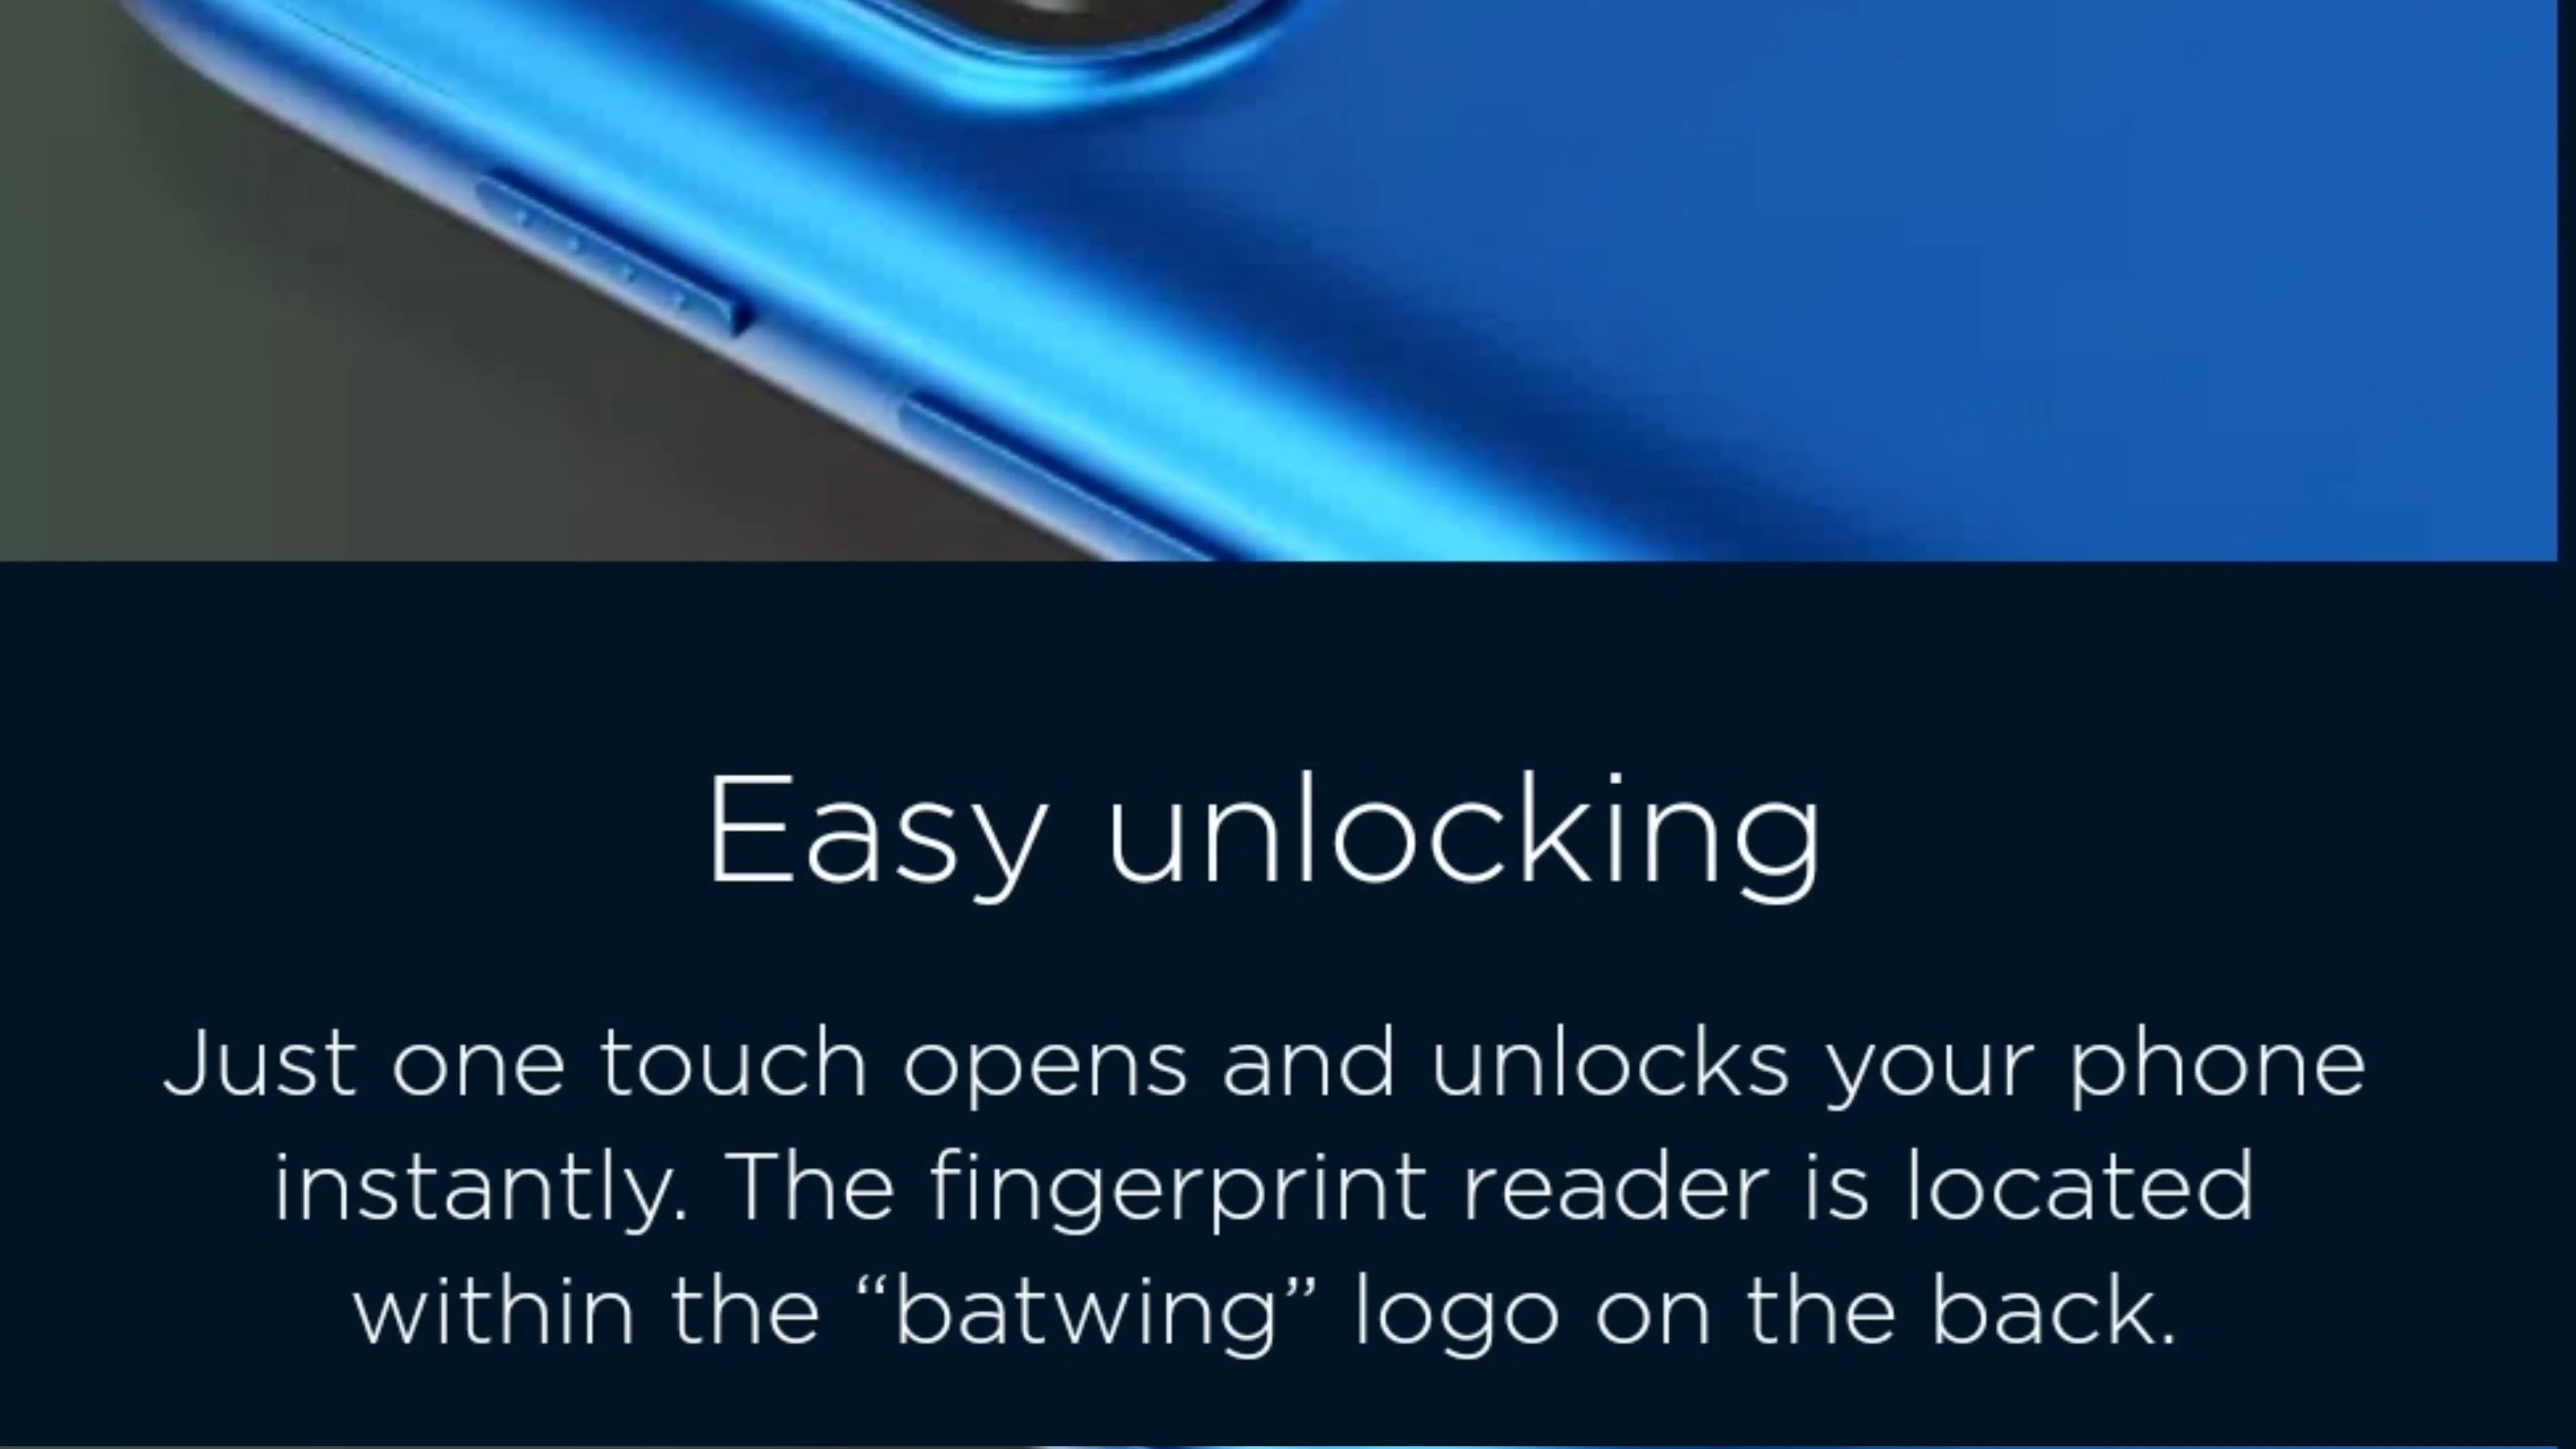 Easy unlocking
Just one touch opens and unlocks your phone
instantly. The fingerprint reader is located
within the “batwing” logo on the back.